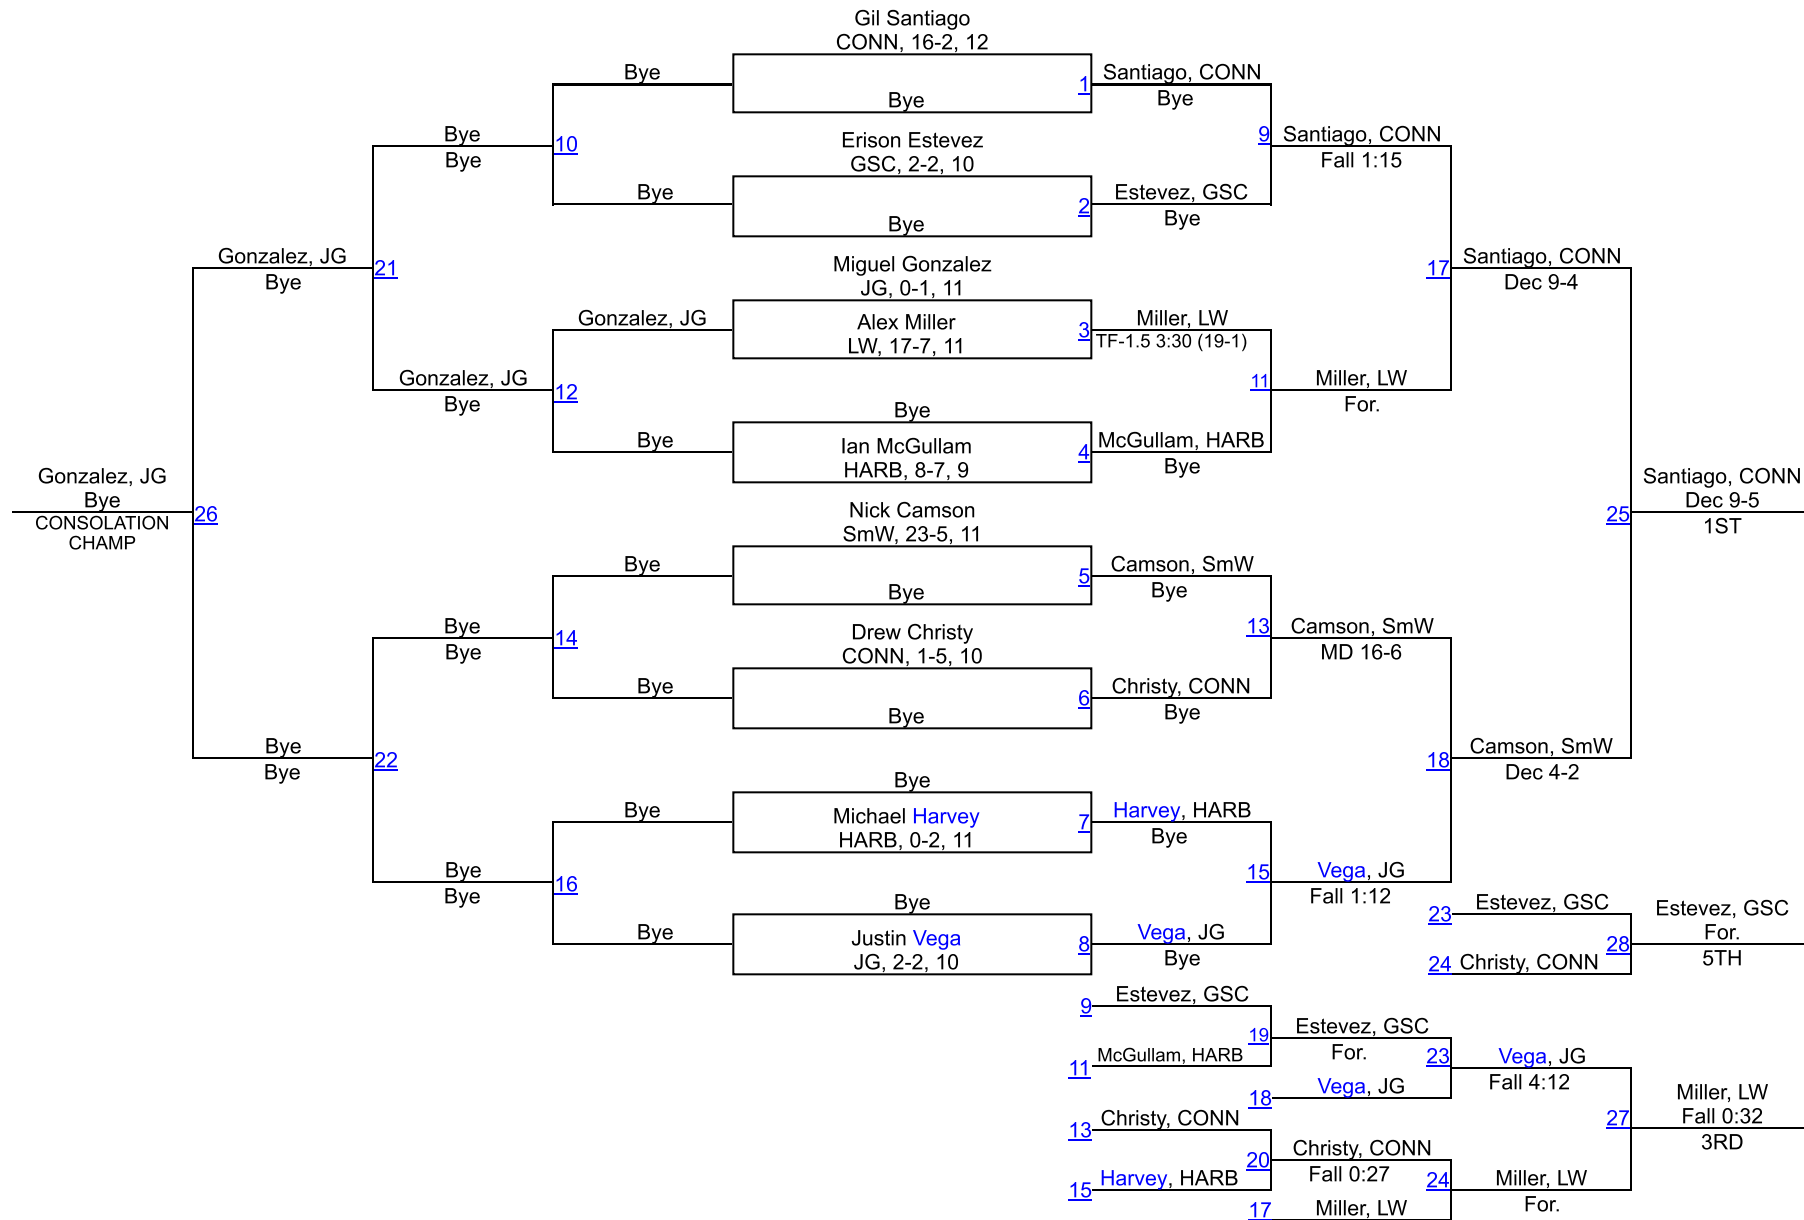 Gil Santiago
CONN, 16-2, 12
Bye
1
Santiago, CONN
Bye
Bye
Erison Estevez
GSC, 2-2, 10
Bye
2
Estevez, GSC
Bye
Bye
9
Santiago, CONN
Fall 1:15
10
Bye
Bye
Miguel Gonzalez
JG, 0-1, 11
Alex Miller
LW, 17-7, 11
3
Miller, LW
TF-1.5 3:30 (19-1)
Gonzalez, JG
Bye
Ian McGullam
HARB, 8-7, 9
4
McGullam, HARB
Bye
Bye
11
Miller, LW
For.
12
Gonzalez, JG
Bye
17
Santiago, CONN
Dec 9-4
21
Gonzalez, JG
Bye
Nick Camson
SmW, 23-5, 11
Bye
5
Camson, SmW
Bye
Bye
Drew Christy
CONN, 1-5, 10
Bye
6
Christy, CONN
Bye
Bye
13
Camson, SmW
MD 16-6
14
Bye
Bye
Bye
Michael Harvey
HARB, 0-2, 11
7
Harvey, HARB
Bye
Bye
Bye
Justin Vega
JG, 2-2, 10
8
Vega, JG
Bye
Bye
15
Vega, JG
Fall 1:12
16
Bye
Bye
18
Camson, SmW
Dec 4-2
22
Bye
Bye
25
Santiago, CONN
Dec 9-5
1ST
26
Gonzalez, JG
Bye
CONSOLATION
CHAMP
23
Estevez, GSC
24
Christy, CONN
28
Estevez, GSC
For.
5TH
9
Estevez, GSC
11
McGullam, HARB
19
Estevez, GSC
For.
18
Vega, JG
23
Vega, JG
Fall 4:12
13
Christy, CONN
15
Harvey, HARB
20
Christy, CONN
Fall 0:27
17
Miller, LW
24
Miller, LW
For.
27
Miller, LW
Fall 0:32
3RD